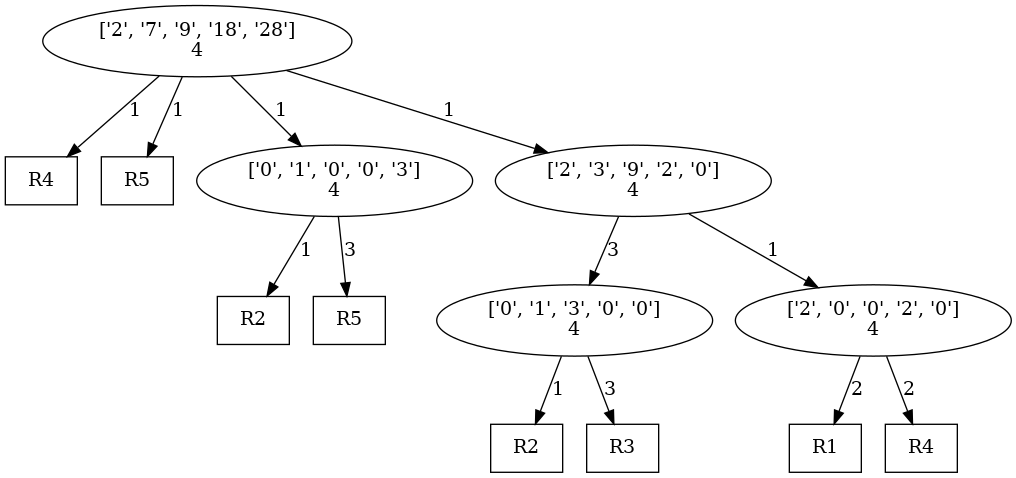 ['2', '7', '9', '18', '28']
4
1
1
1
1
R4
R5
['0', '1', '0', '0', '3']
4
['2', '3', '9', '2', '0']
4
1
3
3
1
R2
R5
['0', '1', '3', '0', '0']
4
['2', '0', '0', '2', '0']
4
1
3
2
2
R2
R3
R1
R4